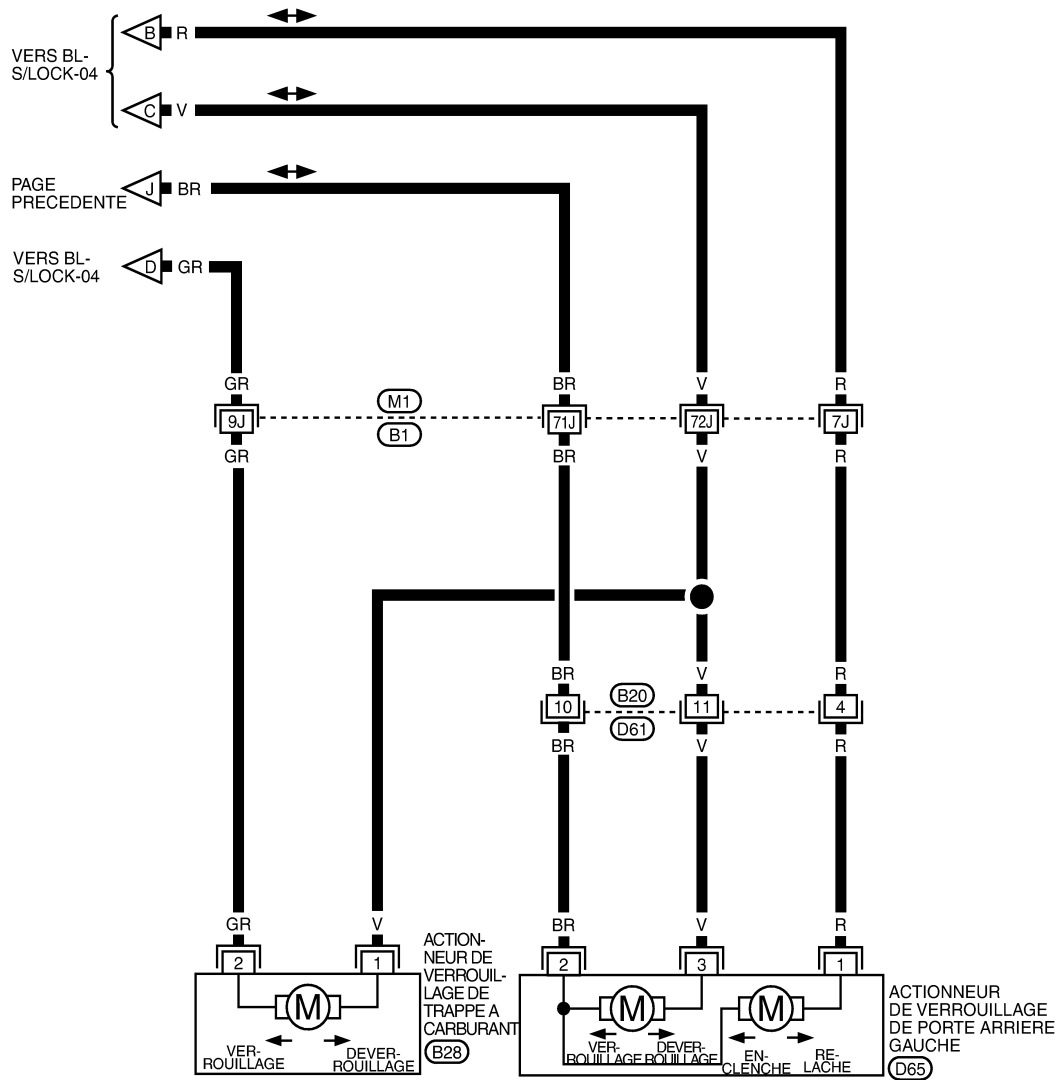 VERS BL-
S/LOCK-04
B R
C V
PAGE
PRECEDENTE
J BR
VERS BL-
S/LOCK-04
D GR
GR BR V R
M1
9J 71J 72J 7J
B1
GR BR V R
BR V R
B20
10 11 4
D61
BR V R
GR V BR V R
2 1 2 3 1
ACTION-
NEUR DE
VERROUIL-
LAGE DE
TRAPPE A
CARBURANT
B28
M M M
VER-
ROUILLAGE
DEVER-
ROUILLAGE
VER-
ROUILLAGE
DEVER-
ROUILLAGE
EN-
CLENCHE
RE-
LACHE
ACTIONNEUR
DE VERROUILLAGE
DE PORTE ARRIERE
GAUCHE
D65